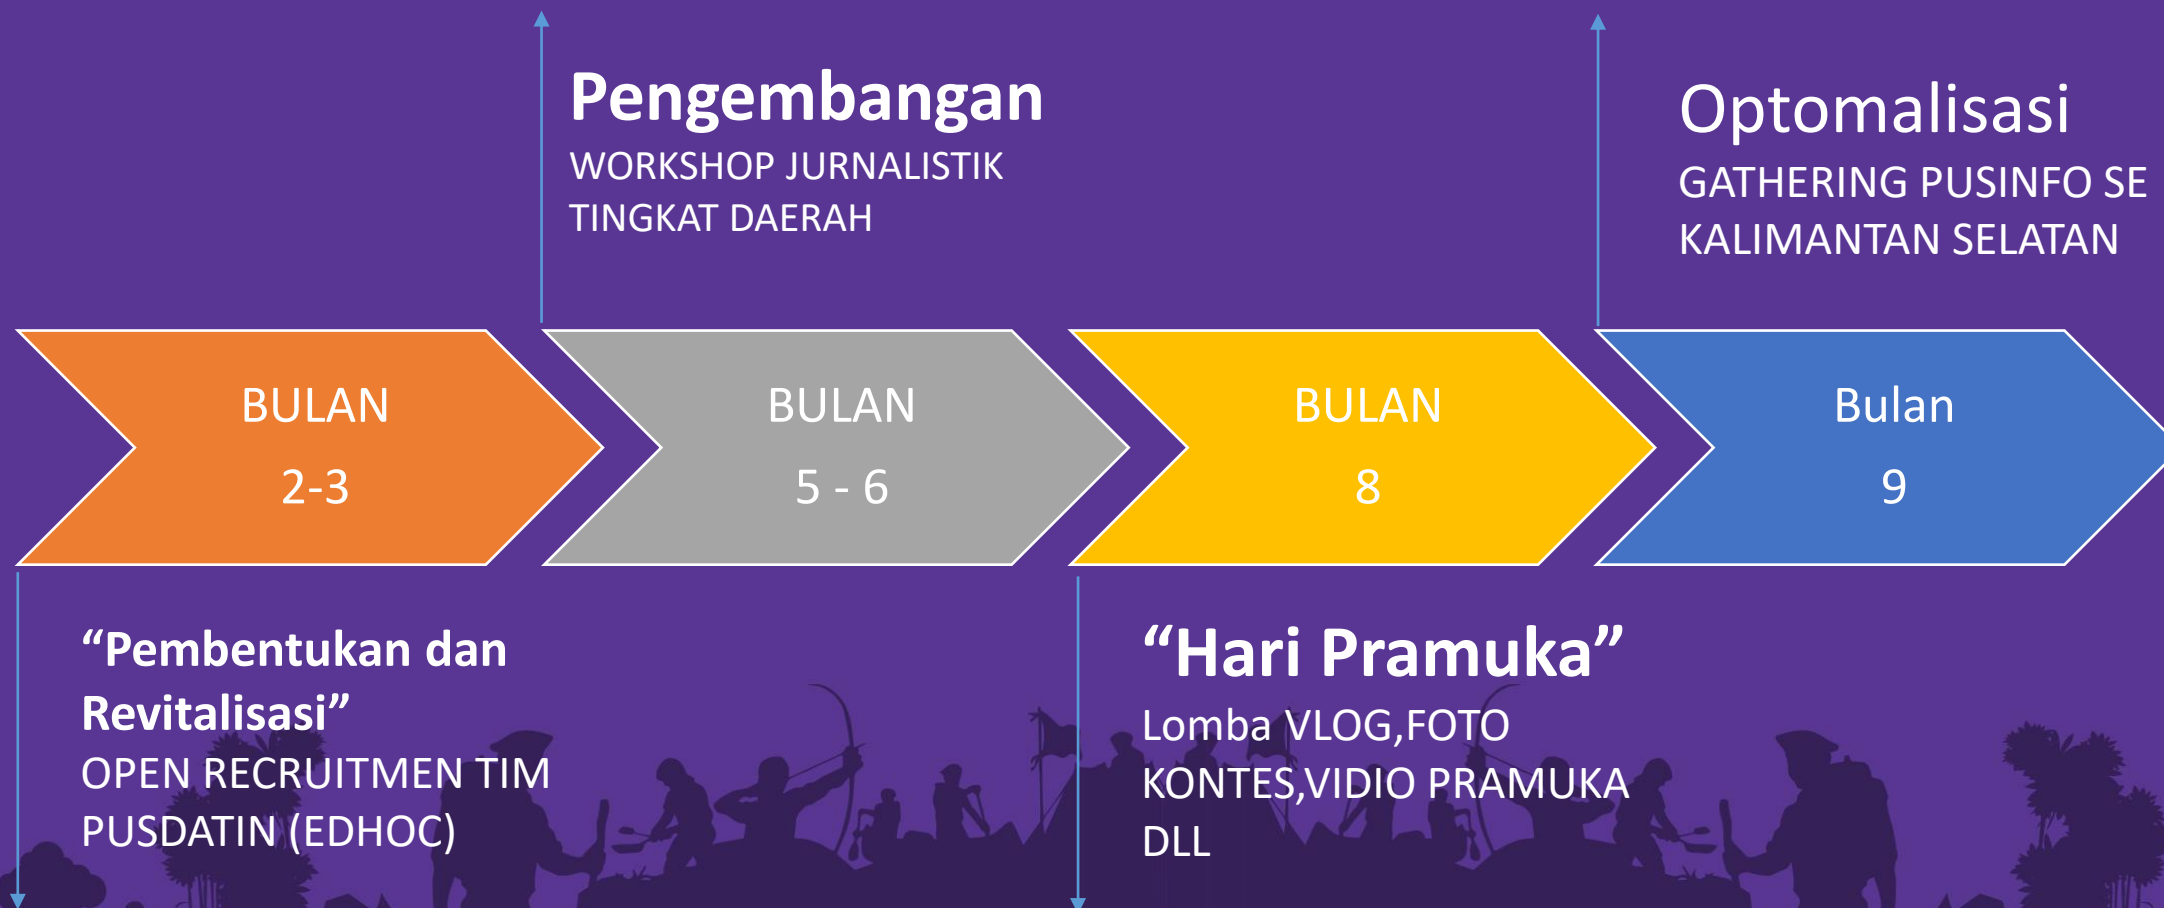 Pengembangan
WORKSHOP JURNALISTIK
TINGKAT DAERAH
Optomalisasi
GATHERING PUSINFO SE
KALIMANTAN SELATAN
BULAN
2-3
BULAN
5 - 6
BULAN
8
Bulan
9
“Pembentukan dan
Revitalisasi”
OPEN RECRUITMEN TIM
PUSDATIN (EDHOC)
“Hari Pramuka”
Lomba VLOG,FOTO
KONTES,VIDIO PRAMUKA
DLL